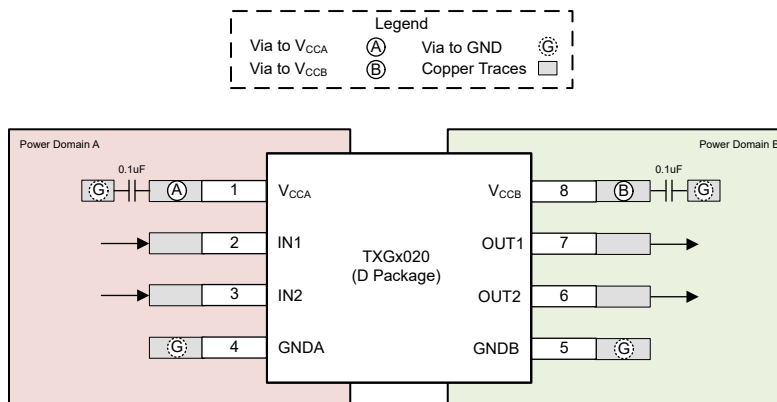 Legend
Via to VCCA A Via to GND G
Via to VCCB B Copper Traces
Power Domain A
Power Domain B
0.1uF
0.1uF
G A 1 VCCA
VCCB 8 B G
2 IN1
OUT1 7
TXGx020
(D Package)
3 IN2
OUT2 6
G 4 GNDA
GNDB 5 G